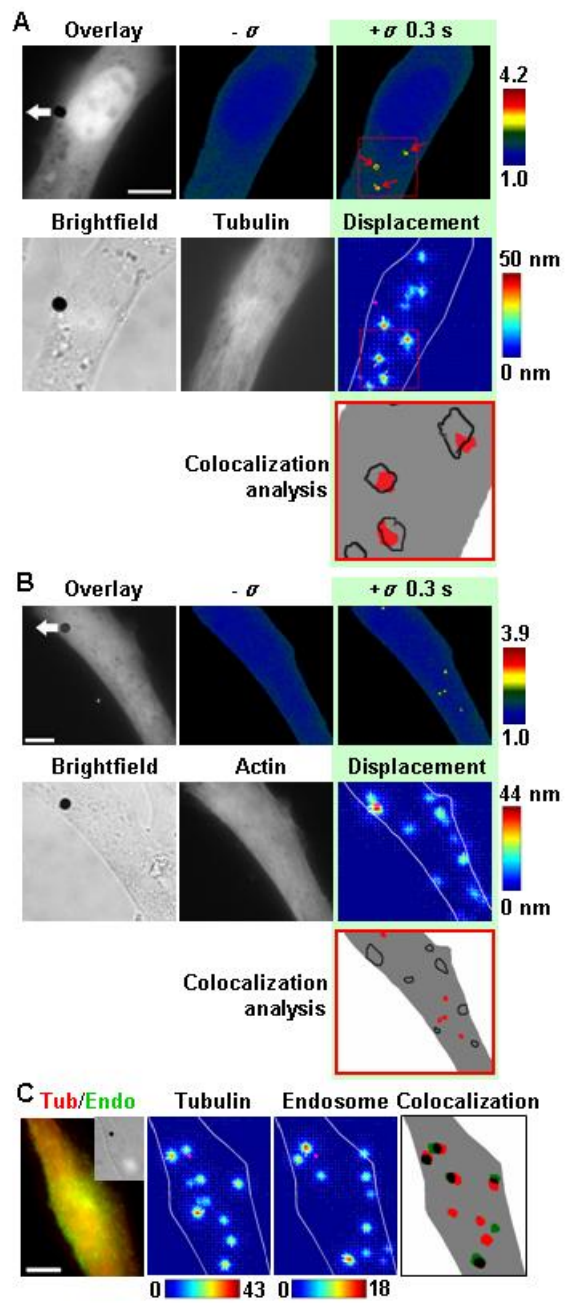 A
Overlay - σ +σ 0.3 s
4.2
1.0
Brightfield Tubulin Displacement
50 nm
0 nm
Colocalization
analysis
B
Overlay - σ +σ 0.3 s
3.9
1.0
Brightfield Actin Displacement
44 nm
0 nm
Colocalization
analysis
C
Tub/Endo Tubulin Endosome Colocalization
0 43 0 18